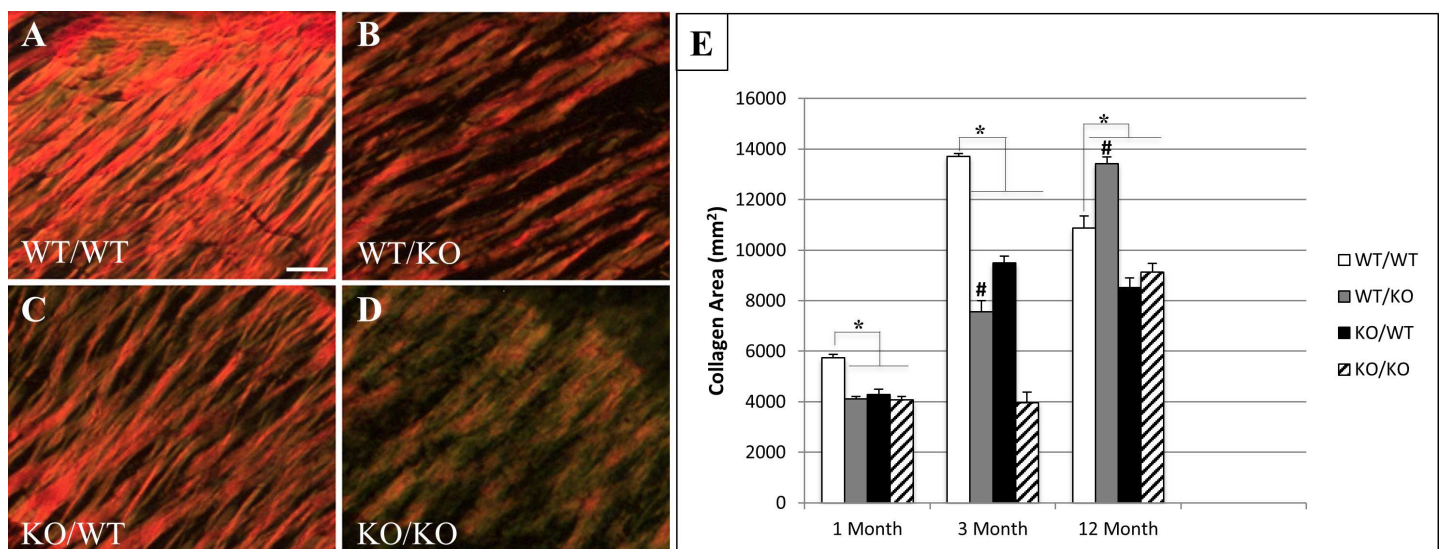 A
WT/WT
B
WT/KO
C
KO/WT
D
KO/KO
E
Collagen Area (mm²)
16000
14000
12000
10000
8000
6000
4000
2000
0
*
*
*
#
#
1 Month
3 Month
12 Month
WT/WT
WT/KO
KO/WT
KO/KO